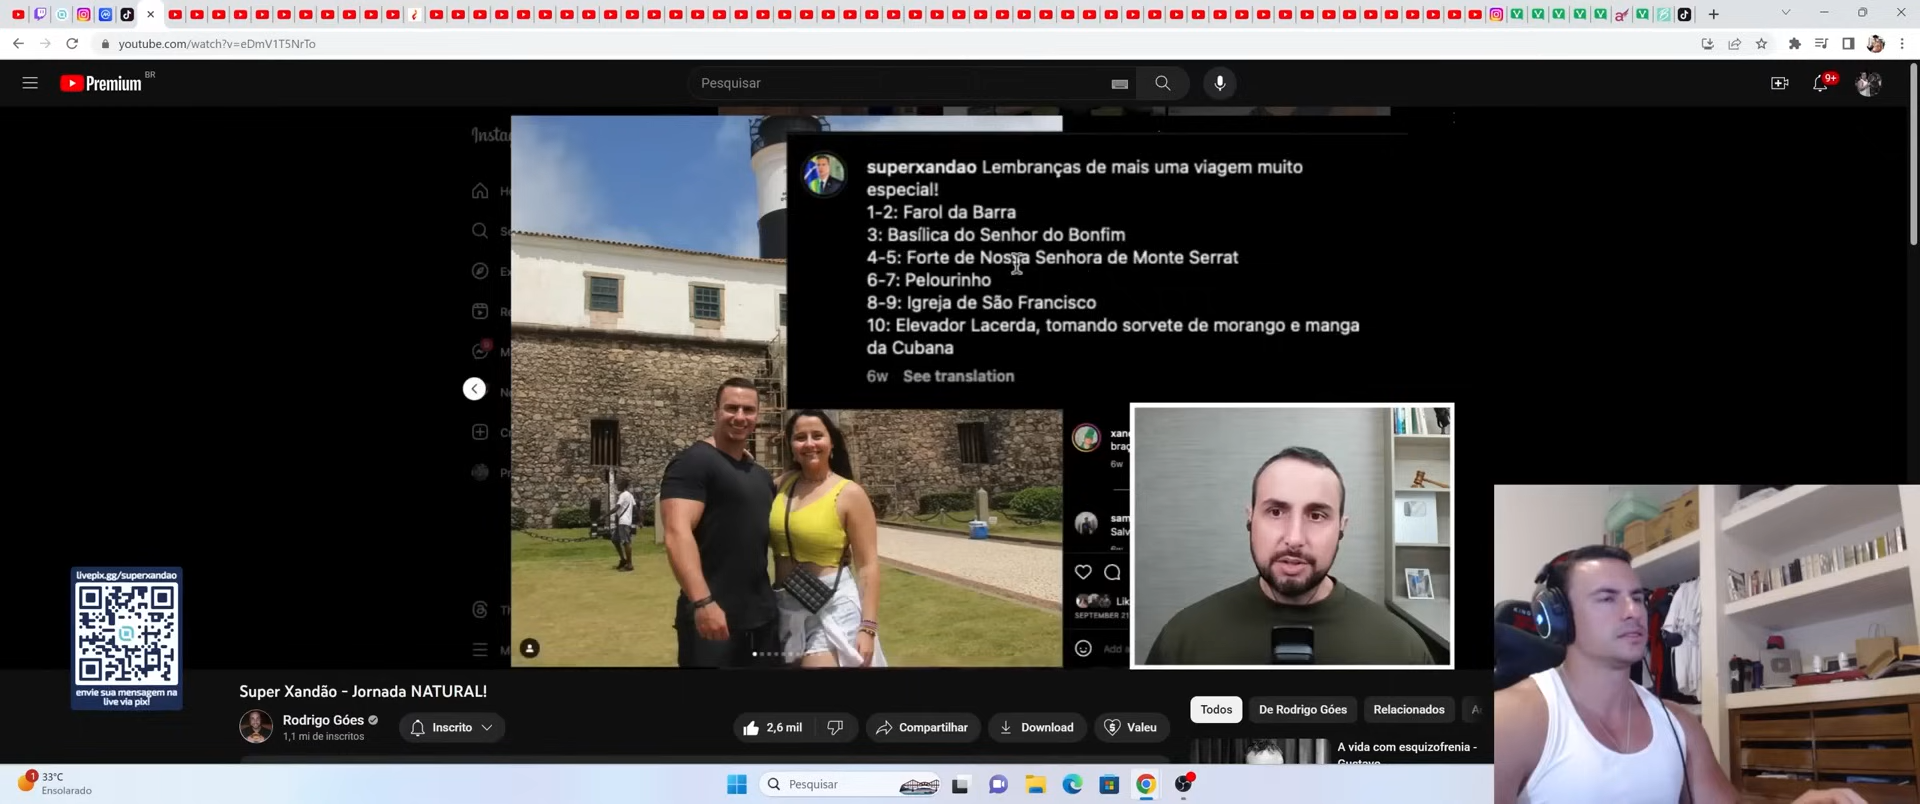 youtube.com/watch?v=eDmV1T5NrTo
Premium
BR
Pesquisar
9+
superxandao Lembranças de mais uma viagem muito
especial!
1-2: Farol da Barra
3: Basílica do Senhor do Bonfim
4-5: Forte de Nossa Senhora de Monte Serrat
6-7: Pelourinho
8-9: Igreja de São Francisco
10: Elevador Lacerda, tomando sorvete de morango e manga
da Cubana
6w See translation
6w
SEPTEMBER 21
livepix.gg/superxandao
envie sua mensagem na
live via pix!
Super Xandão - Jornada NATURAL!
Rodrigo Góes
1,1 mi de inscritos
Inscrito
2,6 mil
Compartilhar
Download
Valeu
Todos
De Rodrigo Góes
Relacionados
A vida com esquizofrenia -
1
33°C
Ensolarado
Pesquisar